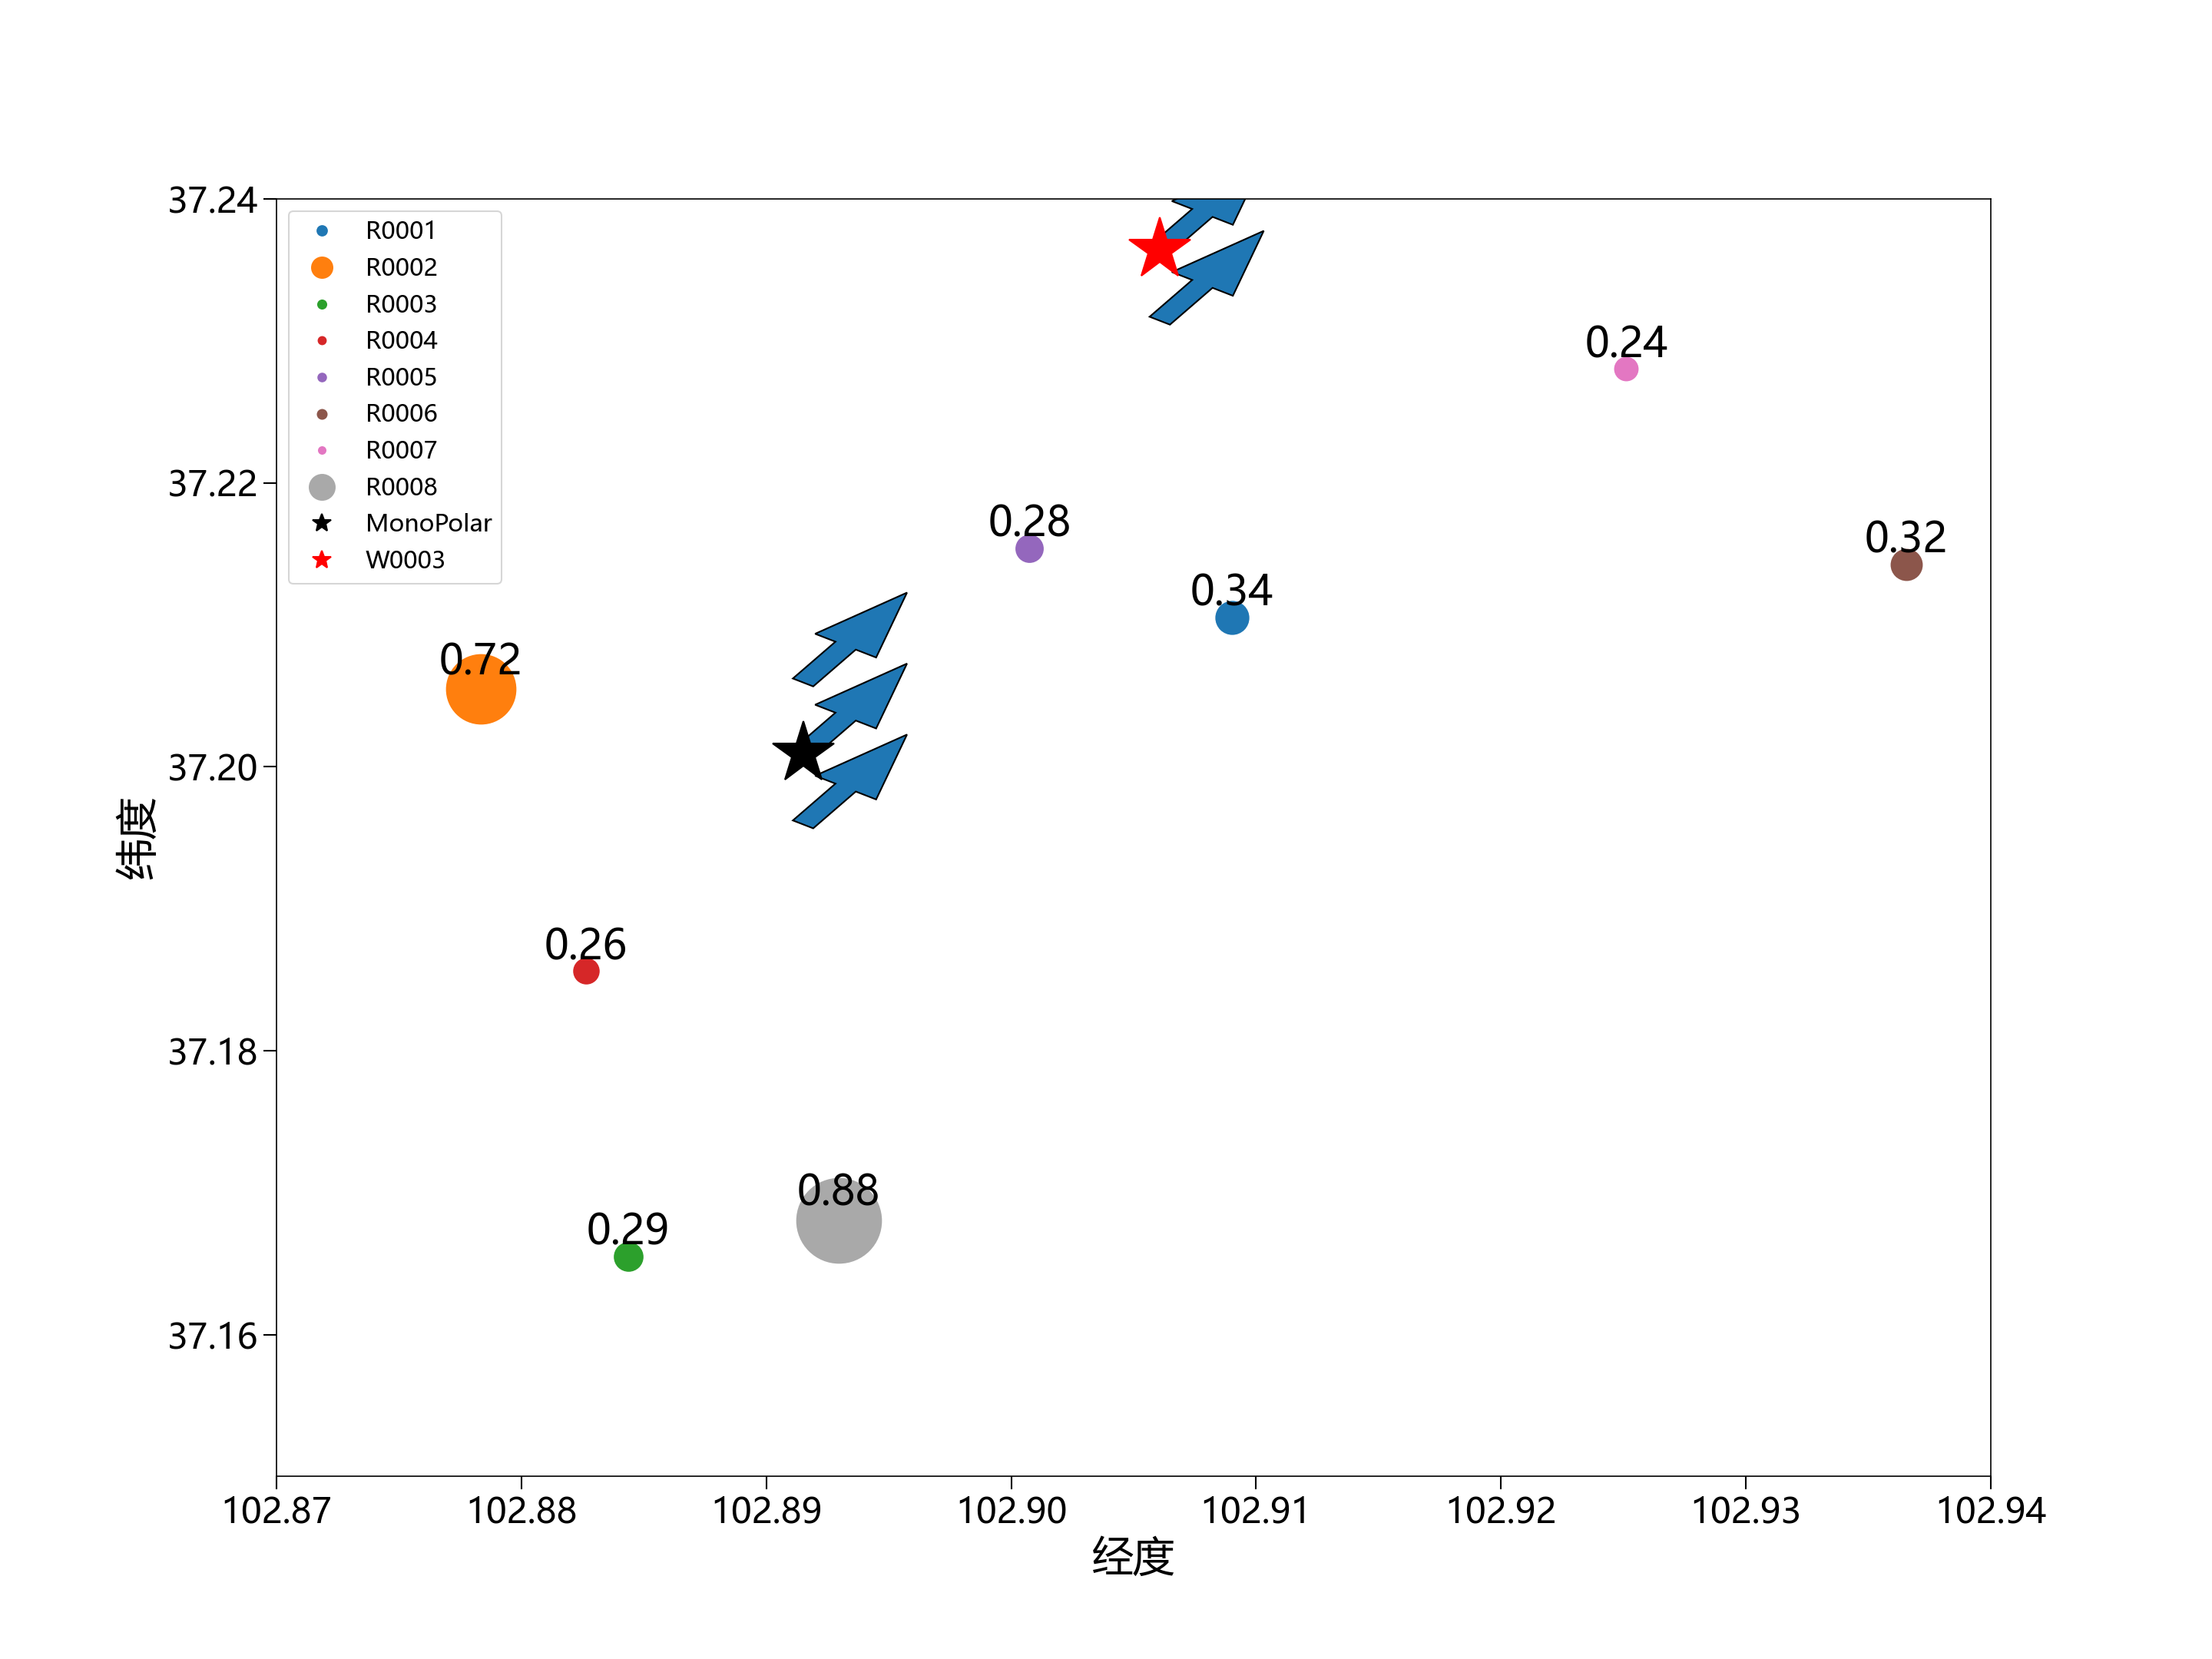 37.24
37.22
37.20
37.18
37.16
纬度
R0001
R0002
R0003
R0004
R0005
R0006
R0007
R0008
MonoPolar
W0003
0.24
0.28
0.32
0.34
0.72
0.26
0.88
0.29
102.87 102.88 102.89 102.90 102.91 102.92 102.93 102.94
经度